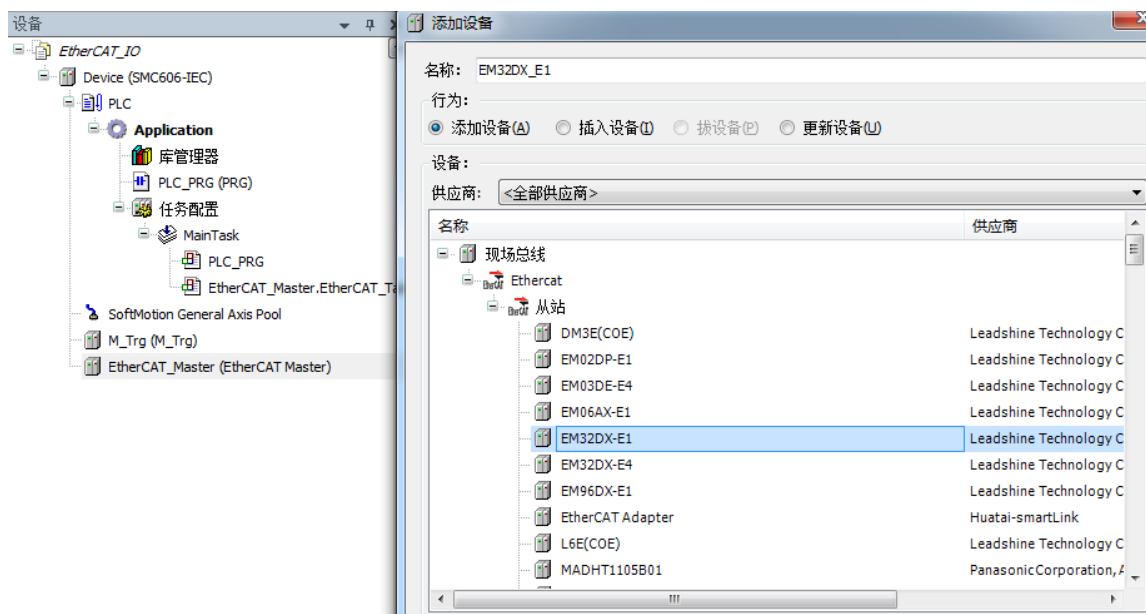 设备
EtherCAT_IO
Device (SMC606-IEC)
PLC
Application
库管理器
PLC_PRG (PRG)
任务配置
MainTask
PLC_PRG
EtherCAT_Master.EtherCAT_Ta
SoftMotion General Axis Pool
M_Trg (M_Trg)
EtherCAT_Master (EtherCAT Master)
添加设备
名称: EM32DX_E1
行为:
添加设备(A) 插入设备(I) 拔设备(P) 更新设备(U)
设备:
供应商: <全部供应商>
名称 供应商
现场总线
EtherCAT Ethercat
EtherCAT 从站
DM3E(COE) Leadshine Technology C
EM02DP-E1 Leadshine Technology C
EM03DE-E4 Leadshine Technology C
EM06AX-E1 Leadshine Technology C
EM32DX-E1 Leadshine Technology C
EM32DX-E4 Leadshine Technology C
EM96DX-E1 Leadshine Technology C
EtherCAT Adapter Huatai-smartLink
L6E(COE) Leadshine Technology C
MADHT1105B01 PanasonicCorporation, A